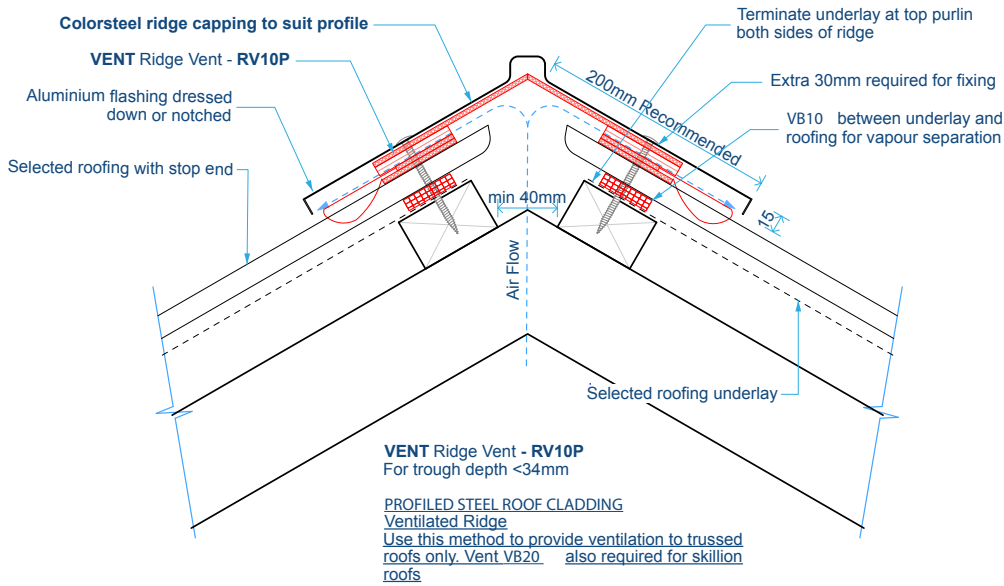 Colorsteel ridge capping to suit profile
VENT Ridge Vent - RV10P
Aluminium flashing dressed
down or notched
Selected roofing with stop end
Terminate underlay at top purlin
both sides of ridge
200mm Recommended
Extra 30mm required for fixing
VB10 between underlay and
roofing for vapour separation
min 40mm
15
Air Flow
Selected roofing underlay
VENT Ridge Vent - RV10P
For trough depth <34mm
PROFILED STEEL ROOF CLADDING
Ventilated Ridge
Use this method to provide ventilation to trussed
roofs only. Vent VB20 also required for skillion
roofs